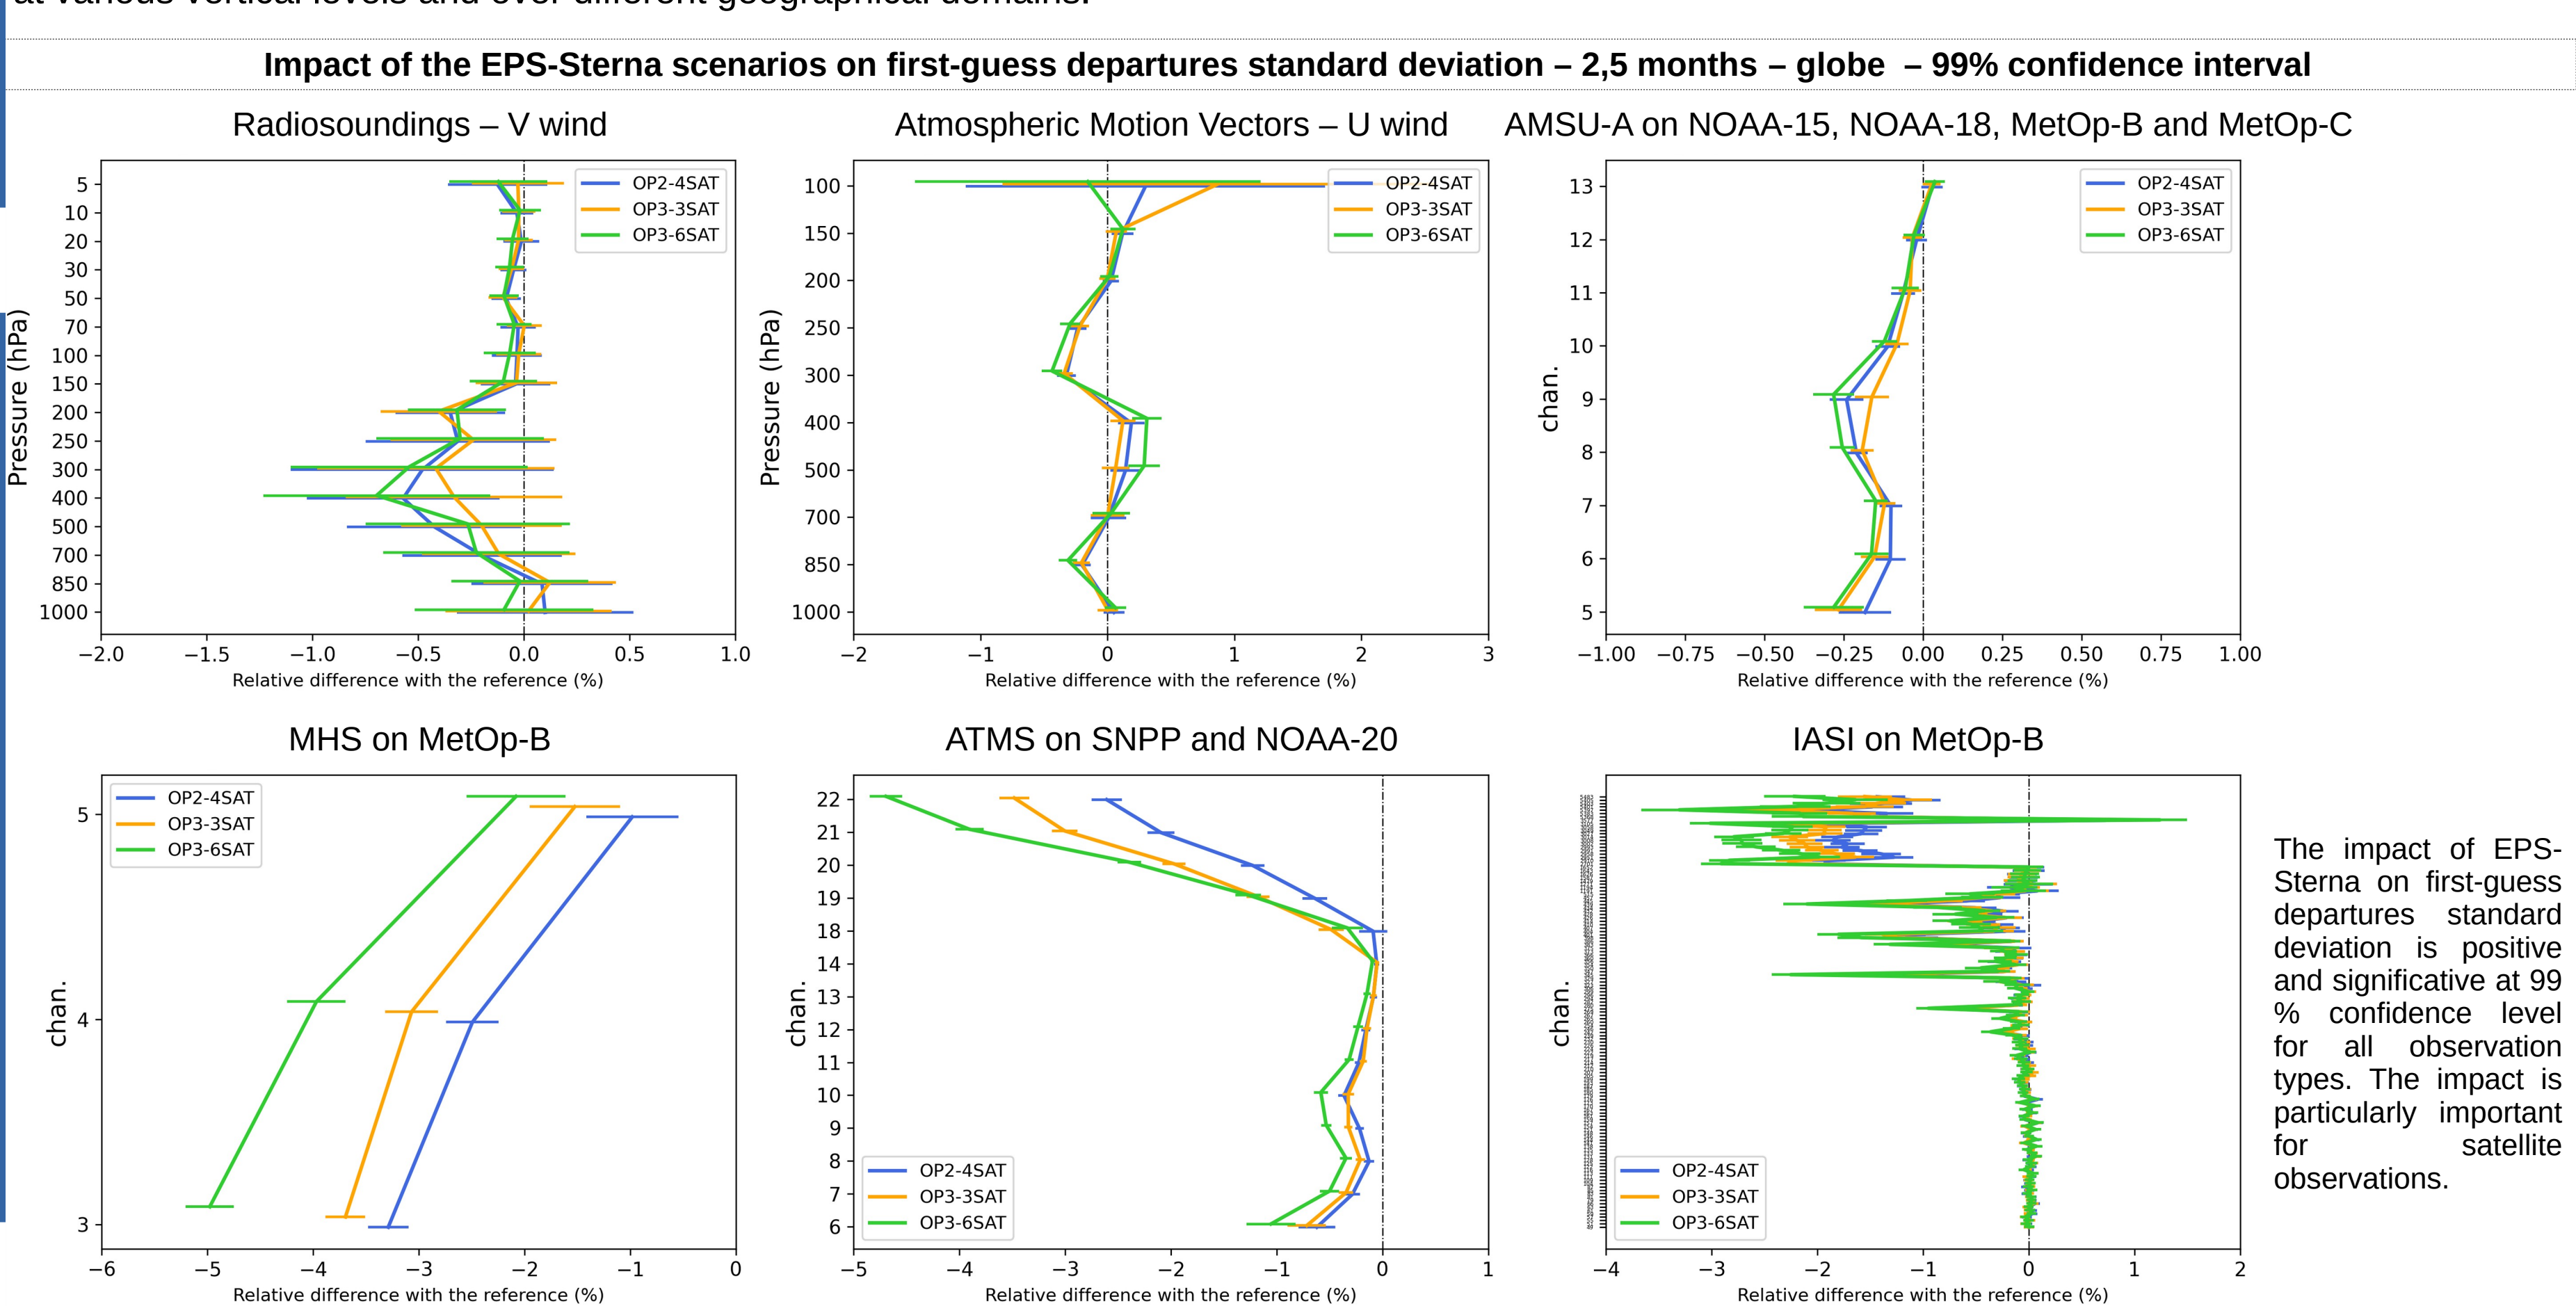 at various vertical levels and over different geographical domains.
Impact of the EPS-Sterna scenarios on first-guess departures standard deviation – 2,5 months – globe – 99% confidence interval
Radiosoundings – V wind
Pressure (hPa)
5
10
20
30
50
70
100
150
200
250
300
400
500
700
850
1000
OP2-4SAT
OP3-3SAT
OP3-6SAT
−2.0 −1.5 −1.0 −0.5 0.0 0.5 1.0
Relative difference with the reference (%)
Atmospheric Motion Vectors – U wind
Pressure (hPa)
100
150
200
250
300
400
500
700
850
1000
OP2-4SAT
OP3-3SAT
OP3-6SAT
−2 −1 0 1 2 3
Relative difference with the reference (%)
AMSU-A on NOAA-15, NOAA-18, MetOp-B and MetOp-C
chan.
13
12
11
10
9
8
7
6
5
OP2-4SAT
OP3-3SAT
OP3-6SAT
−1.00 −0.75 −0.50 −0.25 0.00 0.25 0.50 0.75 1.00
Relative difference with the reference (%)
MHS on MetOp-B
chan.
5
4
3
OP2-4SAT
OP3-3SAT
OP3-6SAT
−6 −5 −4 −3 −2 −1 0
Relative difference with the reference (%)
ATMS on SNPP and NOAA-20
chan.
22
21
20
19
18
14
13
12
11
10
9
8
7
6
OP2-4SAT
OP3-3SAT
OP3-6SAT
−5 −4 −3 −2 −1 0 1
Relative difference with the reference (%)
IASI on MetOp-B
chan.
OP2-4SAT
OP3-3SAT
OP3-6SAT
−4 −3 −2 −1 0 1 2
Relative difference with the reference (%)
The impact of EPS-
Sterna on first-guess
departures standard
deviation is positive
and significative at 99
% confidence level
for all observation
types. The impact is
particularly important
for satellite
observations.